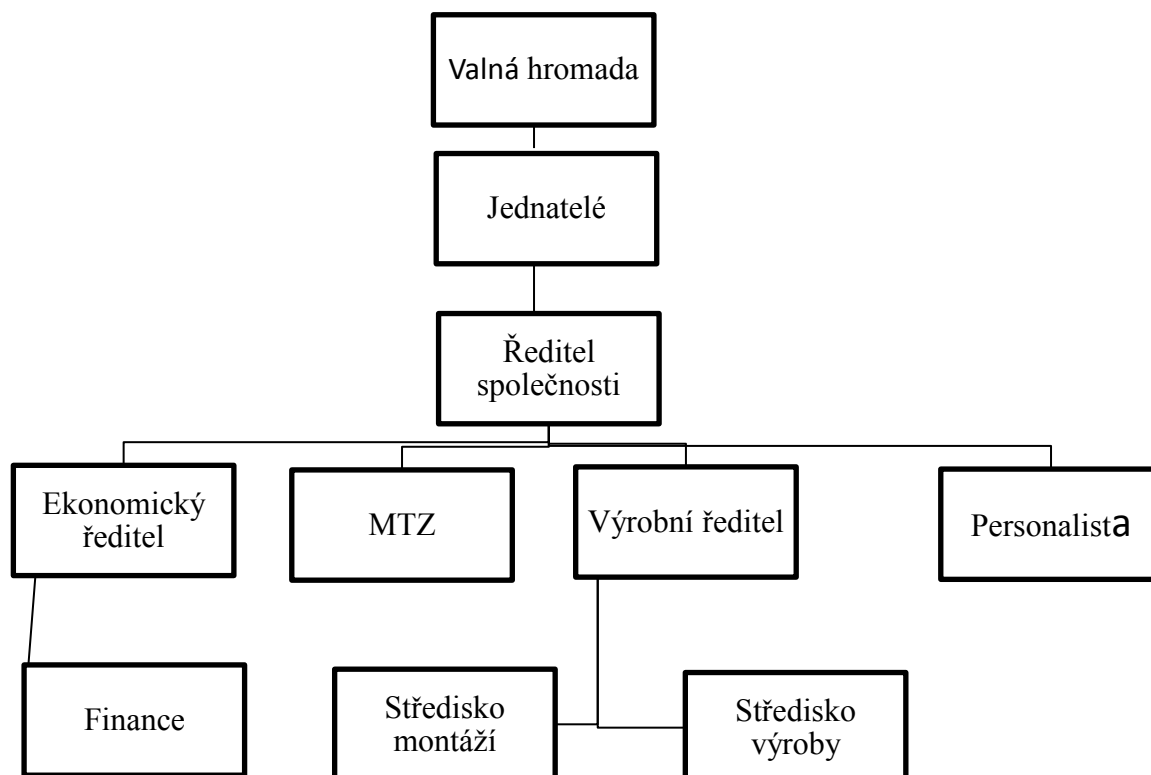 Valná hromada
Jednatelé
Ředitel
společnosti
Ekonomický
ředitel
MTZ
Výrobní ředitel
Personalista
Finance
Středisko
montáží
Středisko
výroby